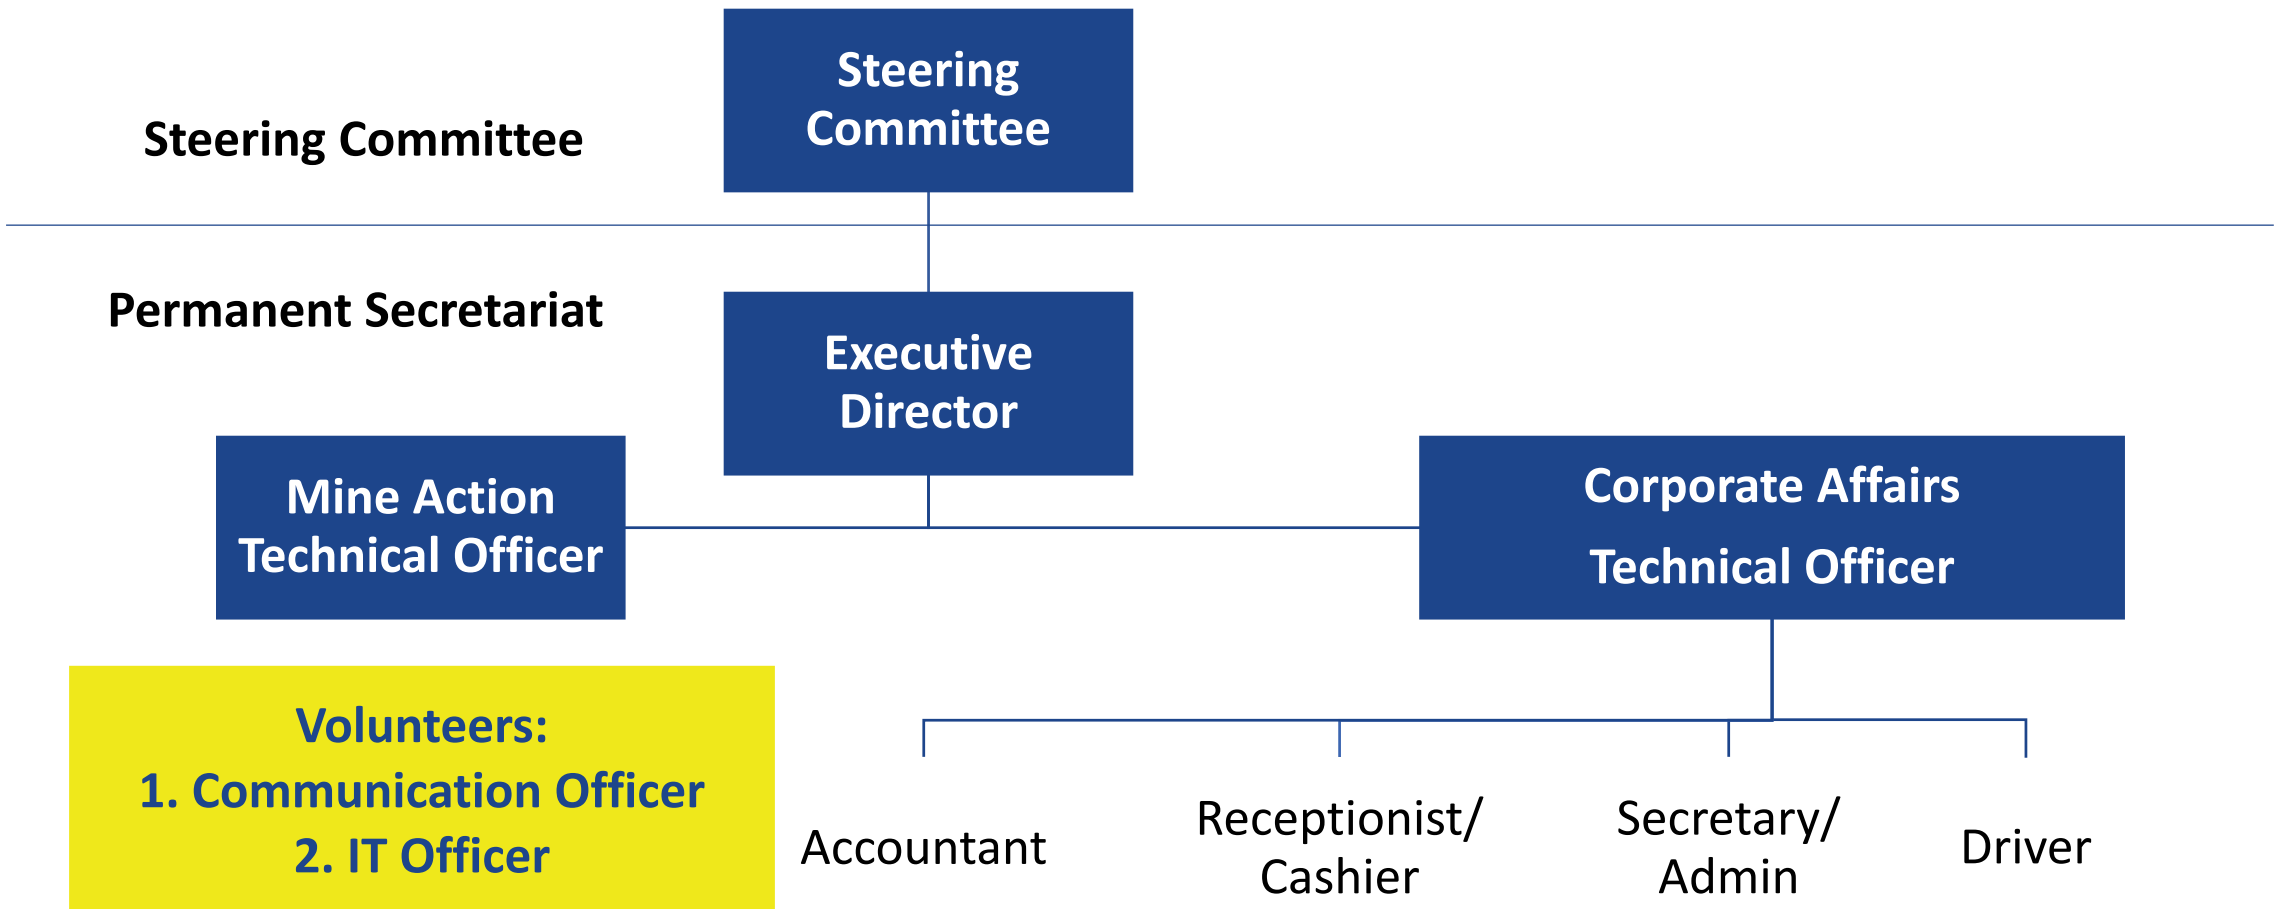 Steering Committee
Steering
Committee
Permanent Secretariat
Executive
Director
Mine Action
Technical Officer
Corporate Affairs
Technical Officer
Volunteers:
1. Communication Officer
2. IT Officer
Accountant
Receptionist/
Cashier
Secretary/
Admin
Driver